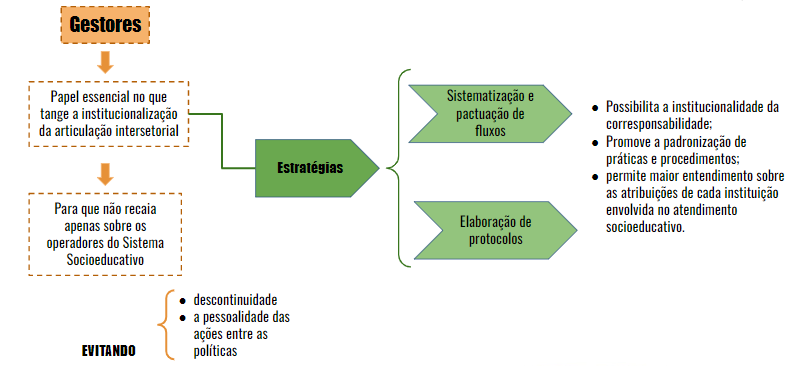 Gestores
Papel essencial no que
tange a institucionalização
da articulação intersetorial
Para que não recaia
apenas sobre os
operadores do Sistema
Socioeducativo
EVITANDO
● descontinuidade
● a pessoalidade das
ações entre as
políticas
Estratégias
Sistematização e
pactuação de
fluxos
Elaboração de
protocolos
● Possibilita a institucionalidade da
corresponsabilidade;
● Promove a padronização de
práticas e procedimentos;
● permite maior entendimento sobre
as atribuições de cada instituição
envolvida no atendimento
socioeducativo.